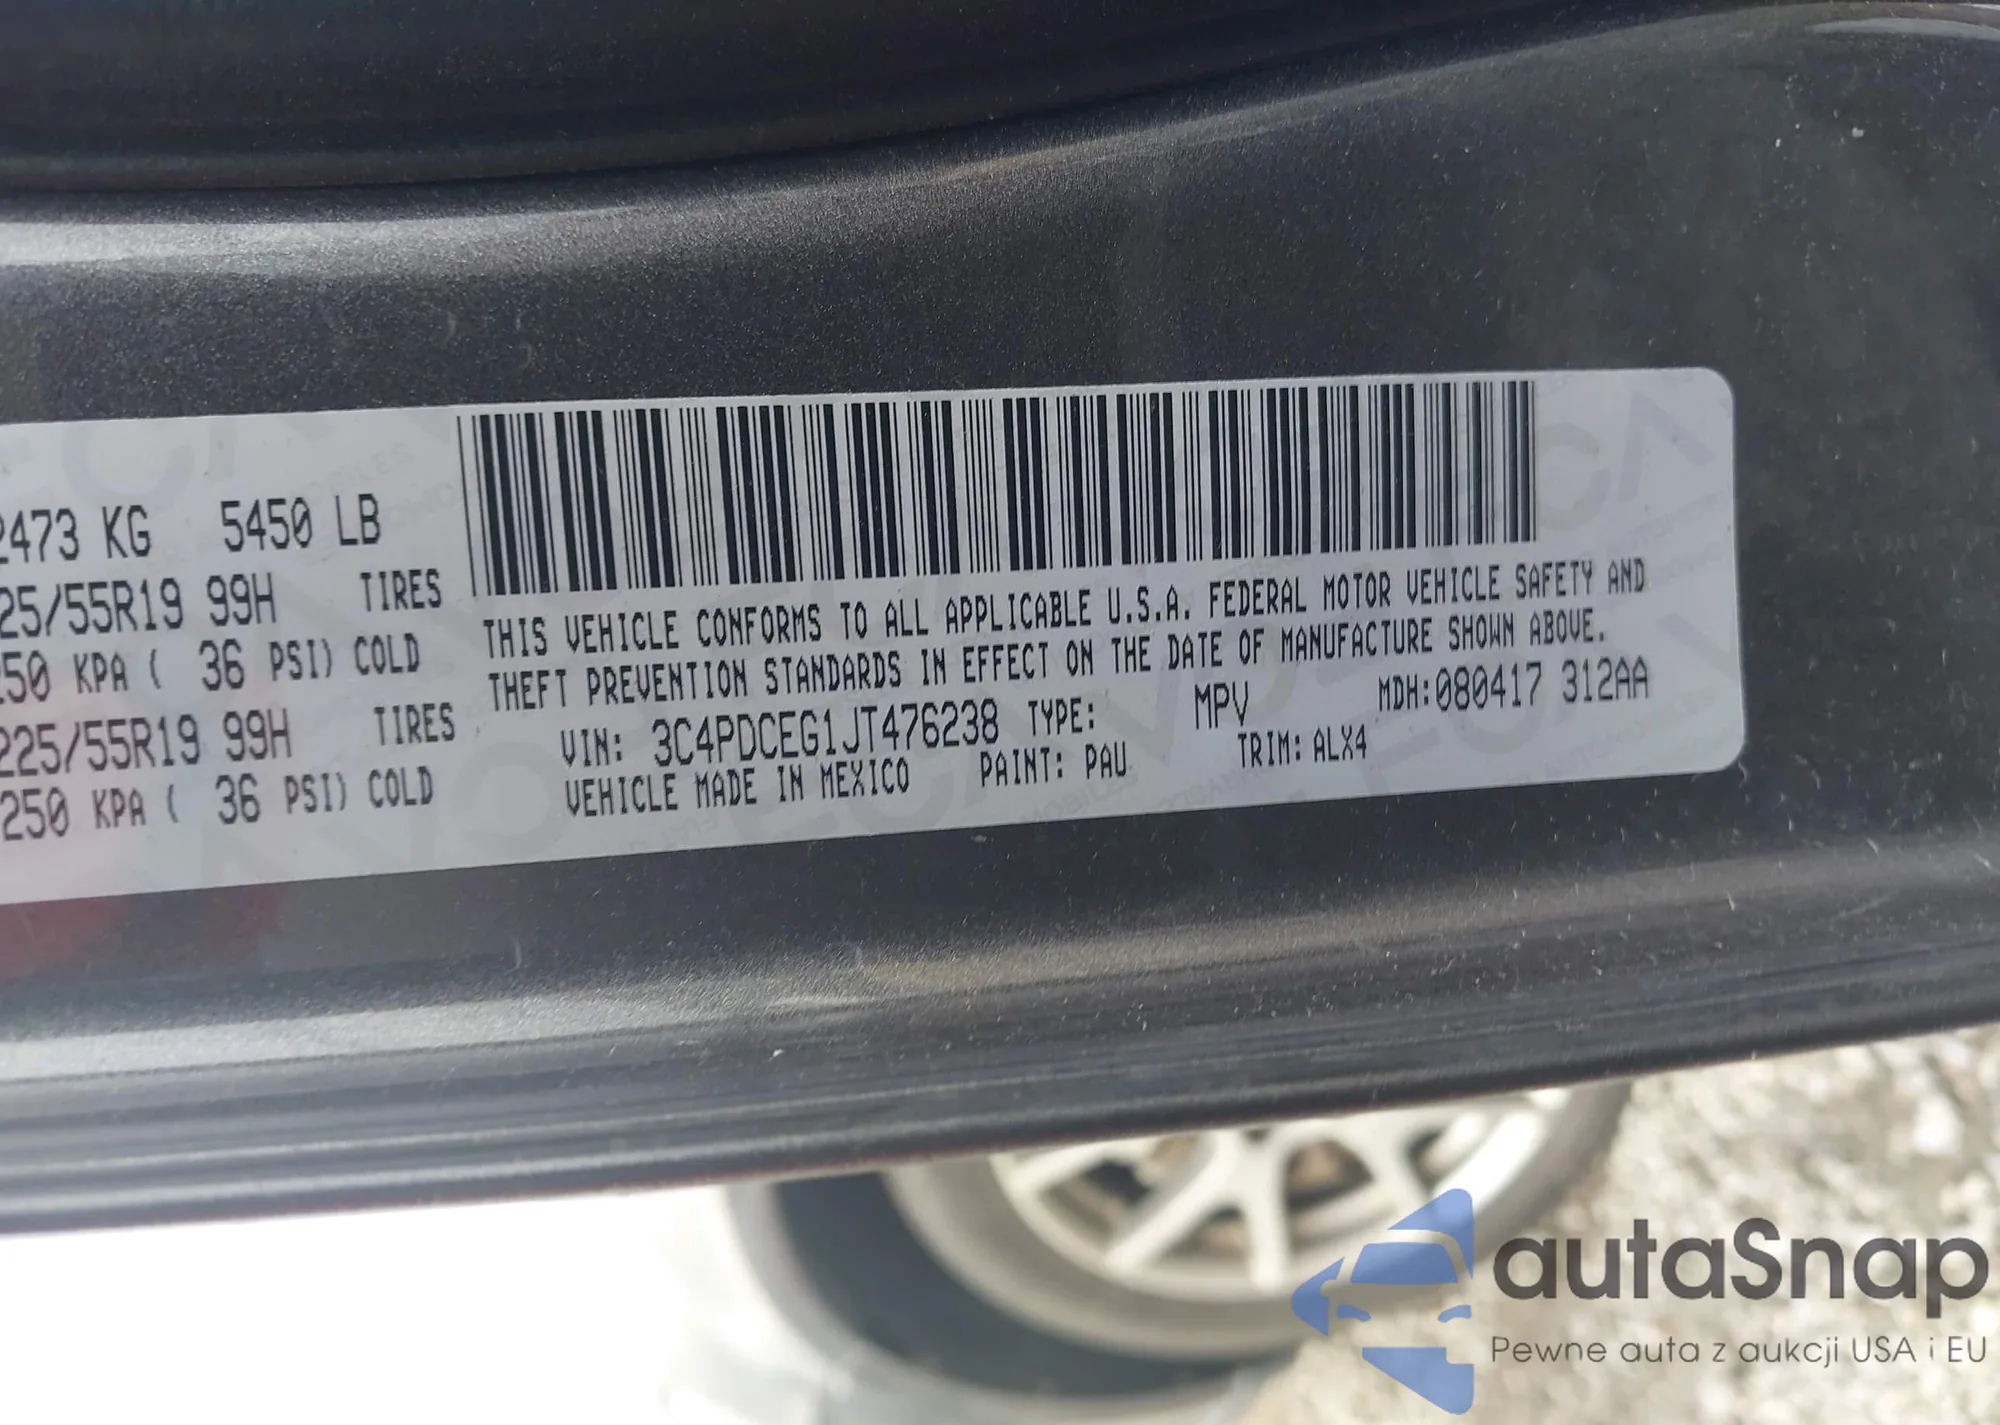 2473 KG 5450 LB
25/55R19 99H TIRES
250 KPA ( 36 PSI) COLD
225/55R19 99H TIRES
250 KPA ( 36 PSI) COLD
THIS VEHICLE CONFORMS TO ALL APPLICABLE U.S.A. FEDERAL MOTOR VEHICLE SAFETY AND
THEFT PREVENTION STANDARDS IN EFFECT ON THE DATE OF MANUFACTURE SHOWN ABOVE.
VIN: 3C4PDCEG1JT476238 TYPE: MPV MDH:080417 312AA
VEHICLE MADE IN MEXICO PAINT: PAU TRIM: ALX4
autaSnap
Pewne auta z aukcji USA i EU